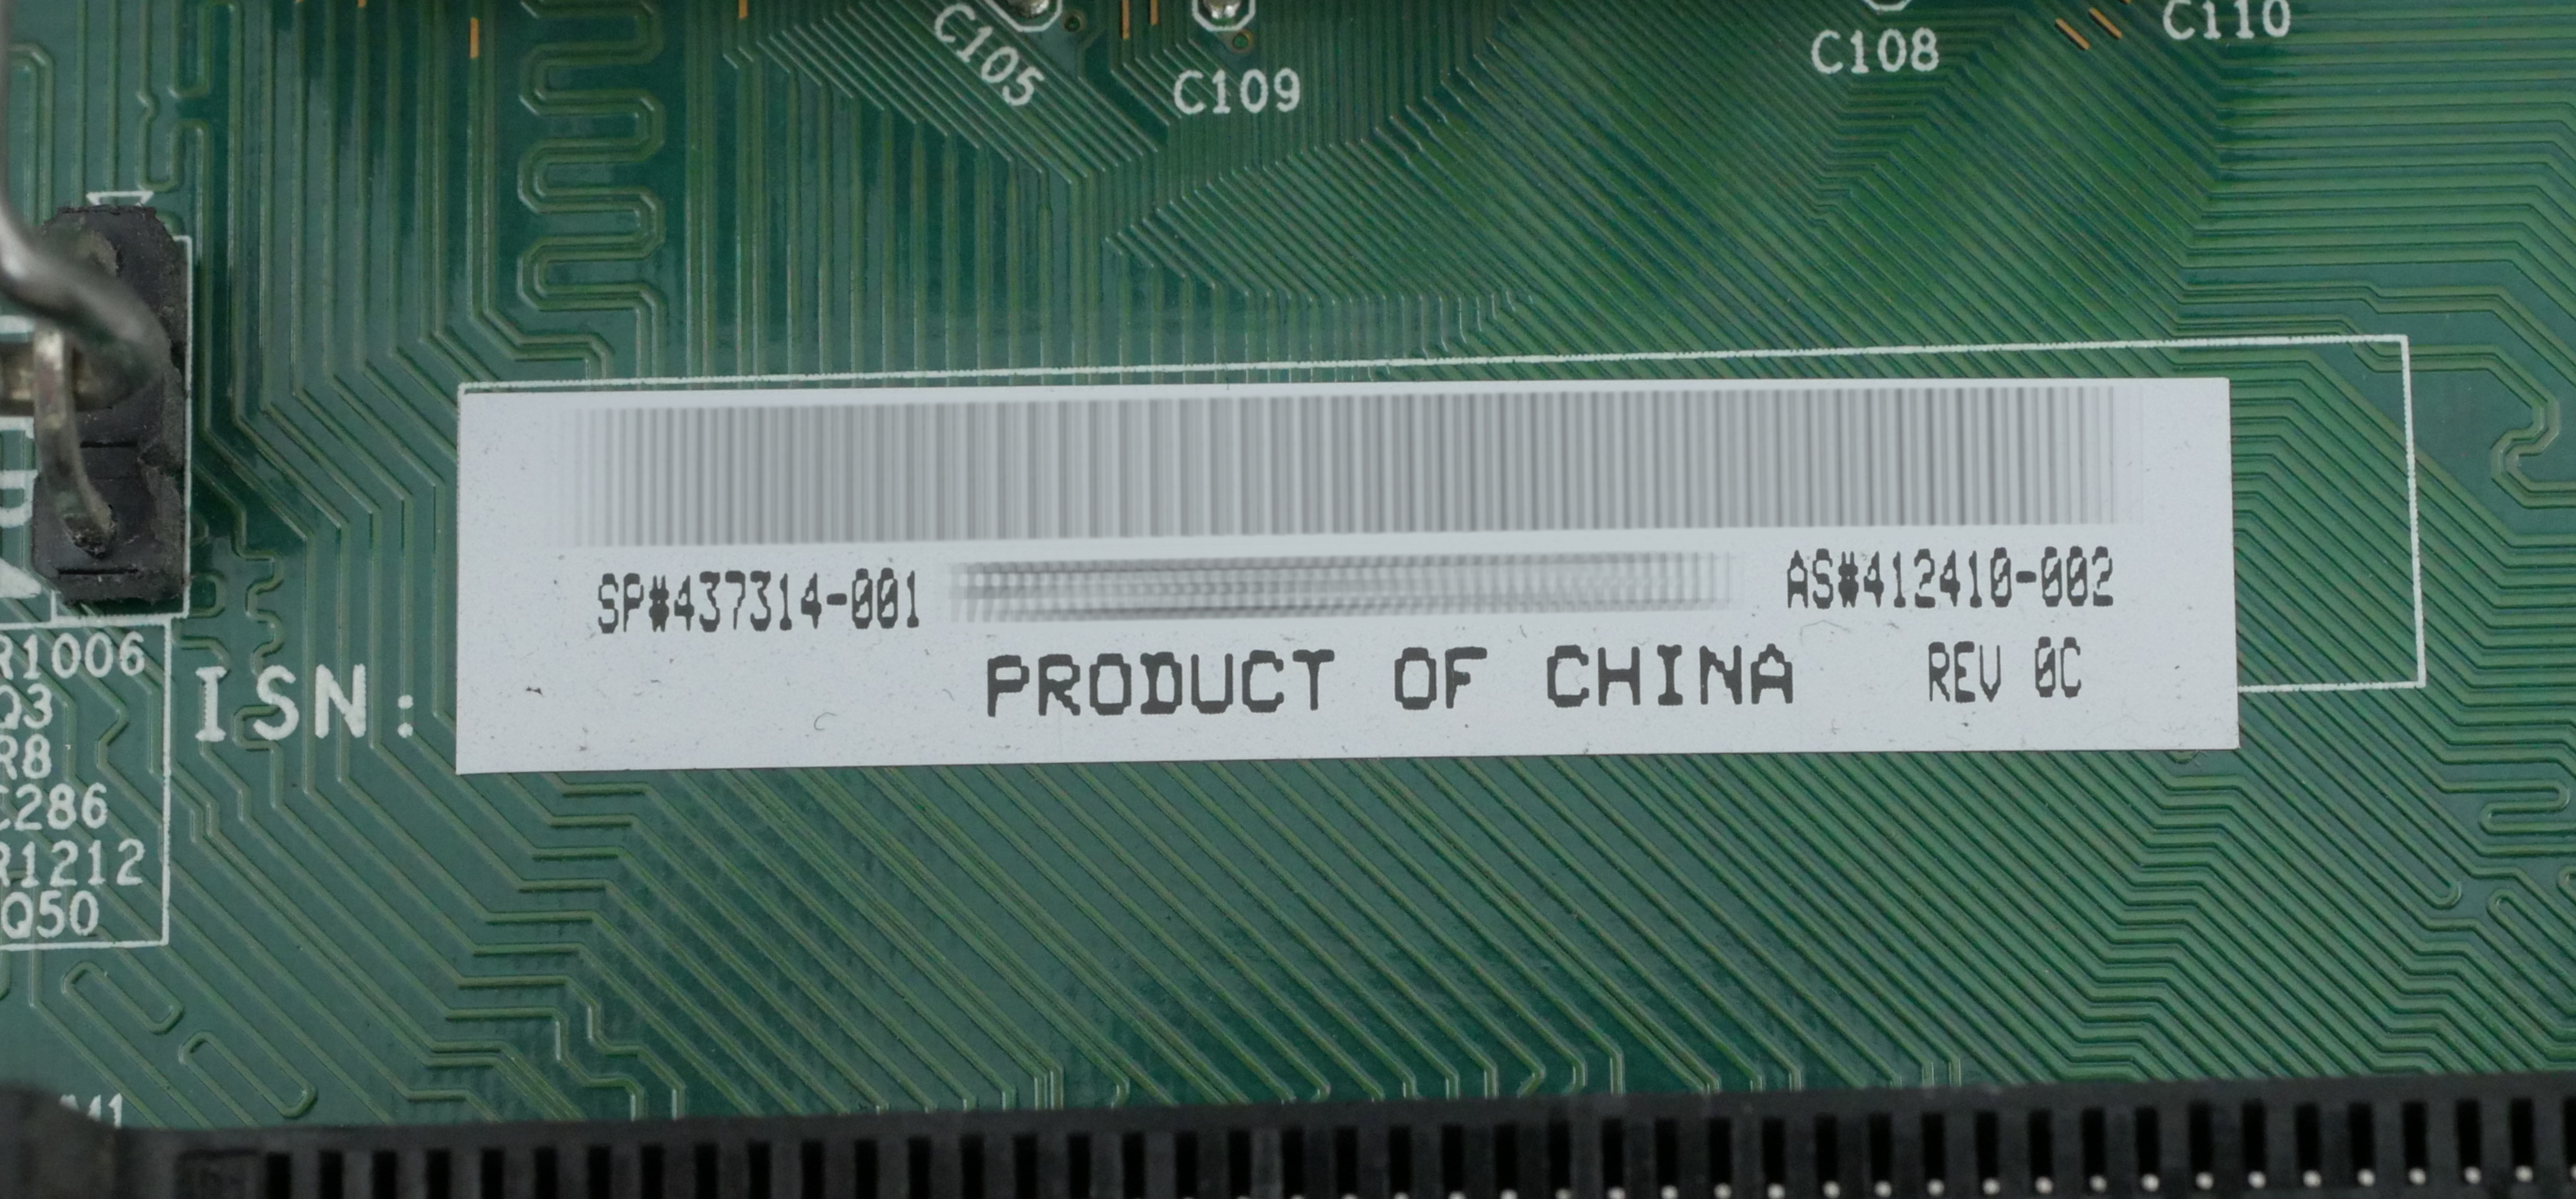 C105
C109
C108
C110
SP#437314-001
AS#412410-002
PRODUCT OF CHINA
REV 0C
ISN:
R1006
Q3
R8
C286
R1212
Q50